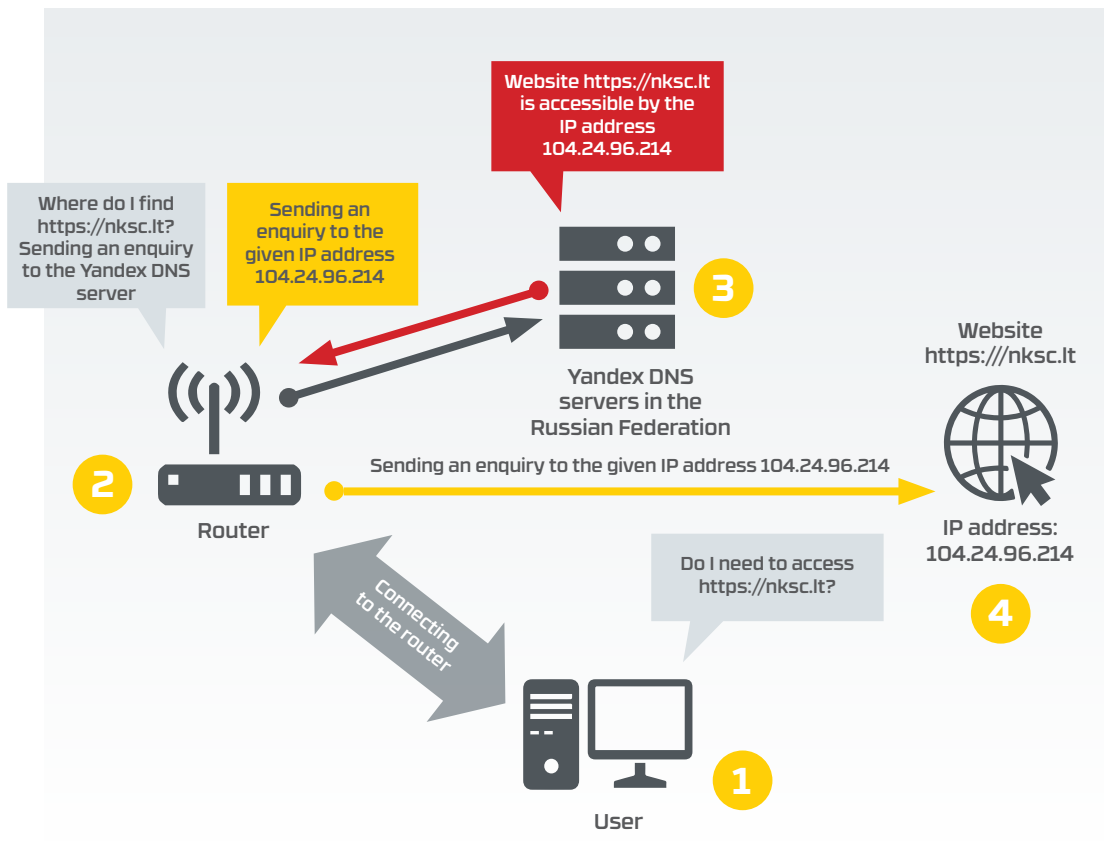 Website https://nksc.lt
is accessible by the
IP address
104.24.96.214
Where do I find
https://nksc.lt?
Sending an enquiry
to the Yandex DNS
server
Sending an
enquiry to the
given IP address
104.24.96.214
3
Yandex DNS
servers in the
Russian Federation
Website
https:///nksc.lt
Sending an enquiry to the given IP address 104.24.96.214
2
Router
IP address:
104.24.96.214
4
Connecting
to the router
Do I need to access
https://nksc.lt?
1
User